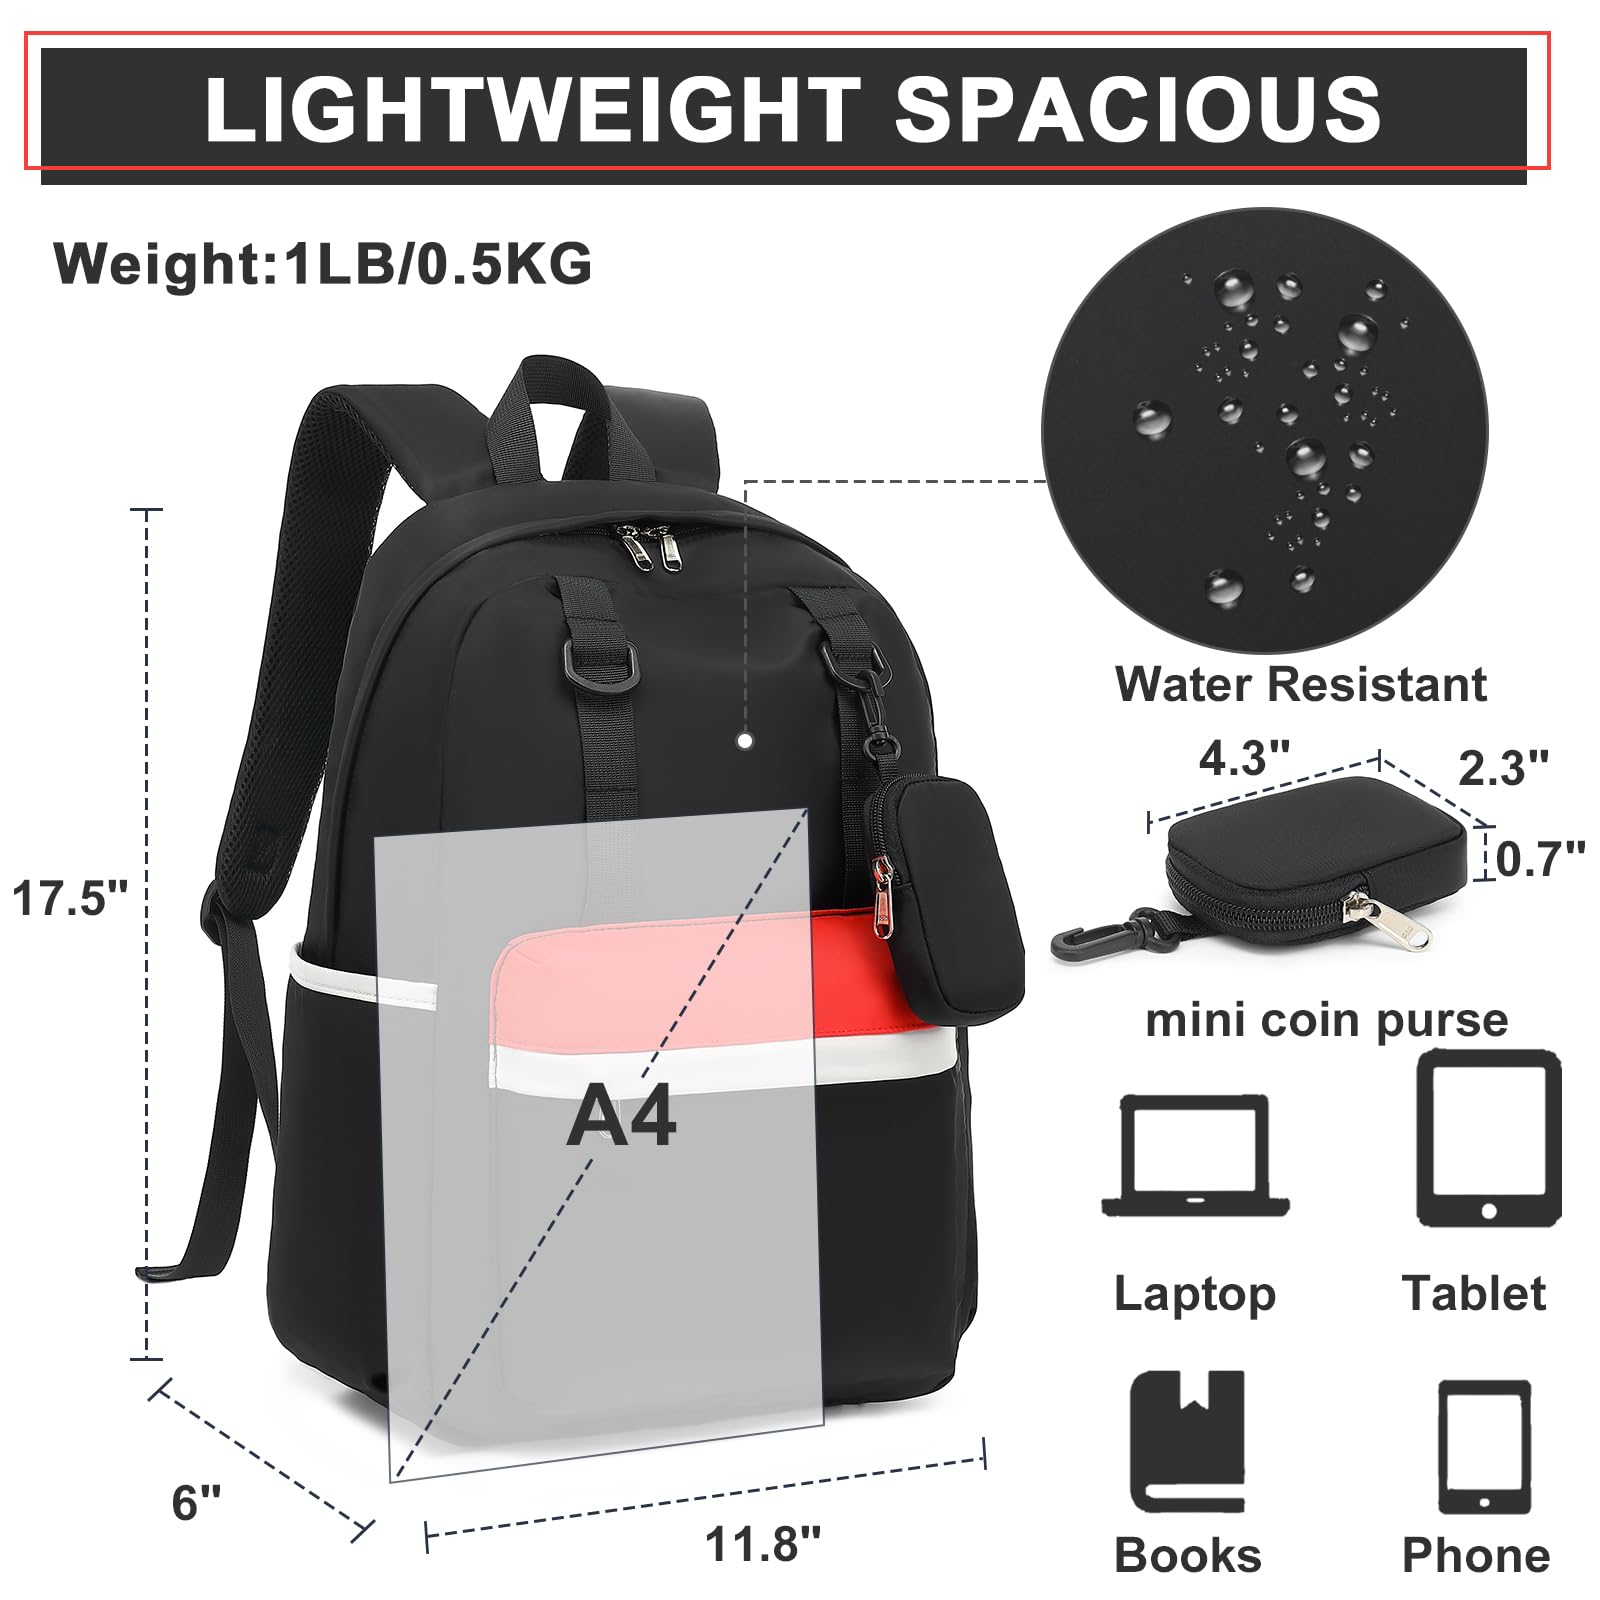 LIGHTWEIGHT SPACIOUS
Weight:1LB/0.5KG
Water Resistant
4.3"
2.3"
0.7"
17.5"
mini coin purse
A4
Laptop
Tablet
6"
11.8"
Books
Phone